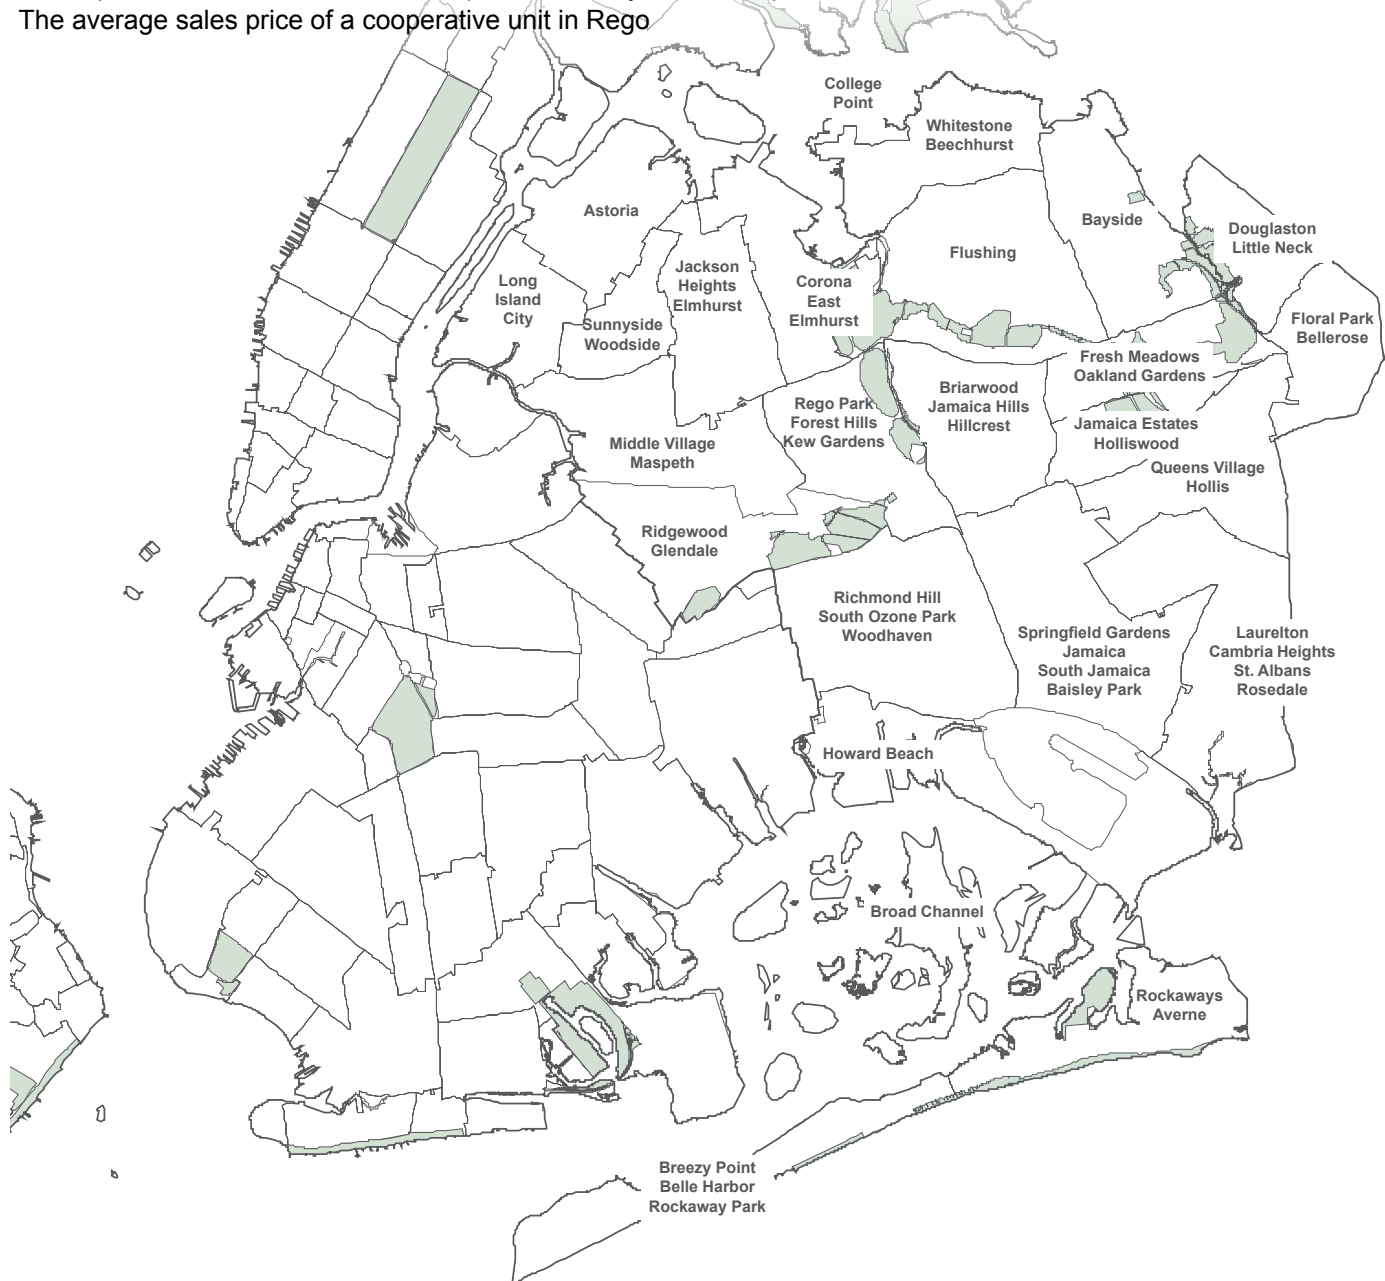 The average sales price of a cooperative unit in Rego
College
Point
Whitestone
Beechhurst
Astoria
Bayside
Douglaston
Little Neck
Flushing
Long
Island
City
Jackson
Heights
Elmhurst
Corona
East
Elmhurst
Sunnyside
Woodside
Floral Park
Bellerose
Fresh Meadows
Oakland Gardens
Briarwood
Jamaica Hills
Hillcrest
Rego Park
Forest Hills
Kew Gardens
Jamaica Estates
Holliswood
Middle Village
Maspeth
Queens Village
Hollis
Ridgewood
Glendale
Richmond Hill
South Ozone Park
Woodhaven
Springfield Gardens
Jamaica
South Jamaica
Baisley Park
Laurelton
Cambria Heights
St. Albans
Rosedale
Howard Beach
Broad Channel
Rockaways
Averne
Breezy Point
Belle Harbor
Rockaway Park